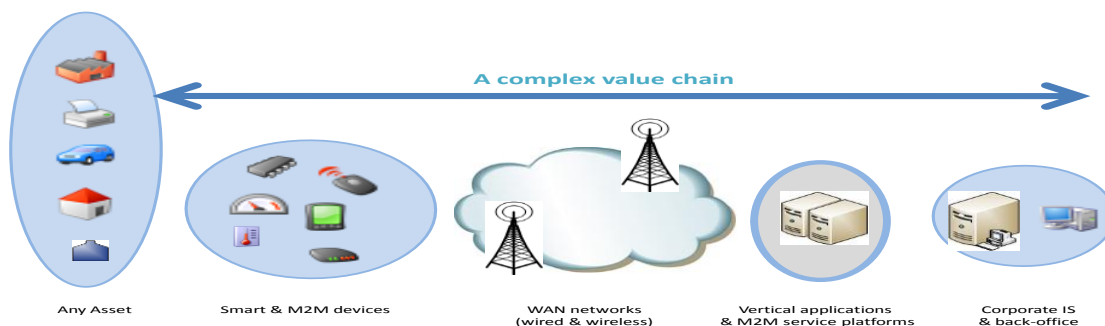 A complex value chain
Any Asset
Smart & M2M devices
WAN networks
(wired & wireless)
Vertical applications
& M2M service platforms
Corporate IS
& back-office